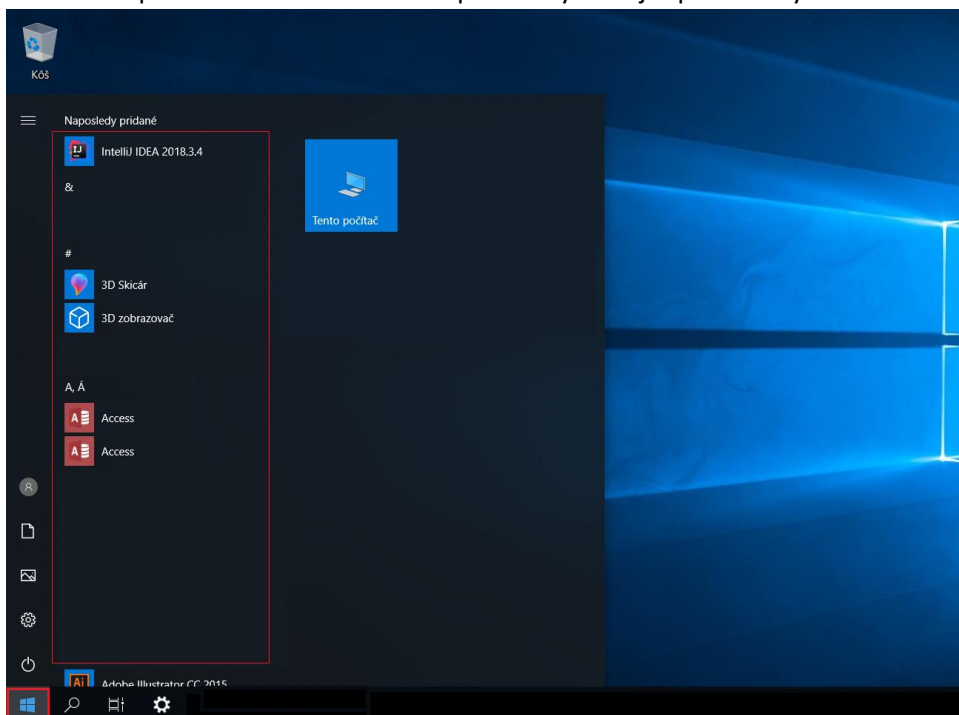 Kôš
Naposledy pridané
IntelliJ IDEA 2018.3.4
&
Tento počítač
#
3D Skicár
3D zobrazovač
A, Á
Access
Access
Adobe Illustrator CC 2015